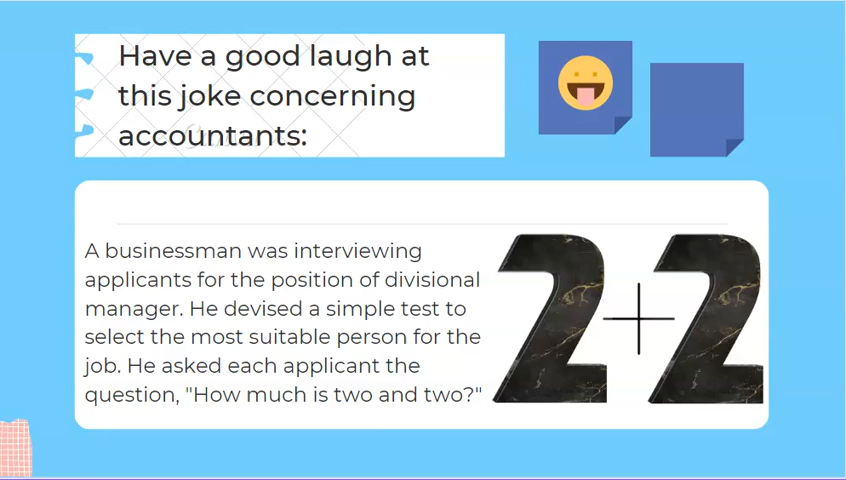 Have a good laugh at
this joke concerning
accountants:
A businessman was interviewing
applicants for the position of divisional
manager. He devised a simple test to
select the most suitable person for the
job. He asked each applicant the
question, "How much is two and two?"
2+2